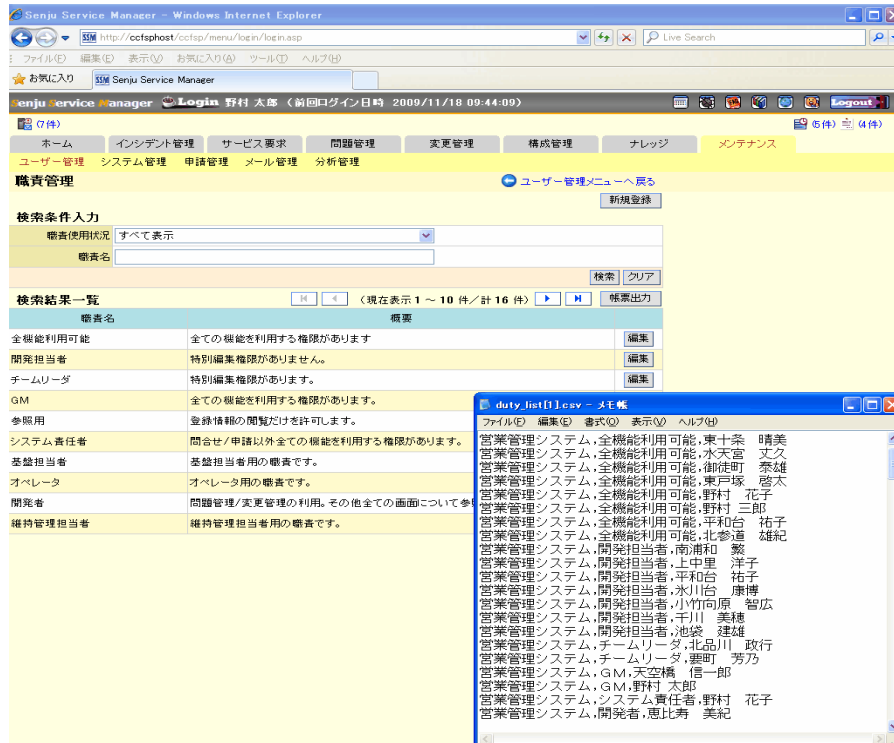 Senju Service Manager - Windows Internet Explorer
http://ccfsphost/ccfsp/menu/login/login.asp
Live Search
ファイル(F) 編集(E) 表示(V) お気に入り(A) ツール(T) ヘルプ(H)
お気に入り SSM Senju Service Manager
Senju Service Manager Login 野村 太郎 (前回ログイン日時 2009/11/18 09:44:09) Logout
(7件) (5件) (4件)
ホーム インシデント管理 サービス要求 問題管理 変更管理 構成管理 ナレッジ メンテナンス
ユーザー管理 システム管理 申請管理 メール管理 分析管理
職責管理 ユーザー管理メニューへ戻る
新規登録
検索条件入力
職責使用状況 すべて表示
職責名
検索 クリア
検索結果一覧 (現在表示 1 ~ 10 件/計 16 件) 帳票出力
職責名 概要
全機能利用可能 全ての機能を利用する権限があります 編集
開発担当者 特別編集権限がありません。 編集
チームリーダ 特別編集権限があります。 編集
GM 全ての機能を利用する権限があります。
参照用 登録情報の閲覧だけを許可します。
システム責任者 問合せ/申請以外全ての機能を利用する権限があります。
基盤担当者 基盤担当者用の職責です。
オペレータ オペレータ用の職責です。
開発者 問題管理/変更管理の利用。その他全ての画面について参
維持管理担当者 維持管理担当者用の職責です。
duty_list[1].csv - メモ帳
ファイル(F) 編集(E) 書式(O) 表示(V) ヘルプ(H)
営業管理システム,全機能利用可能,東十条　晴美
営業管理システム,全機能利用可能,水天宮　丈久
営業管理システム,全機能利用可能,御徒町　泰雄
営業管理システム,全機能利用可能,東戸塚　啓太
営業管理システム,全機能利用可能,野村　花子
営業管理システム,全機能利用可能,野村 三郎
営業管理システム,全機能利用可能,平和台　祐子
営業管理システム,全機能利用可能,北参道　雄紀
営業管理システム,開発担当者,南浦和　繁
営業管理システム,開発担当者,上中里　洋子
営業管理システム,開発担当者,平和台　祐子
営業管理システム,開発担当者,氷川台　康博
営業管理システム,開発担当者,小竹向原　智広
営業管理システム,開発担当者,千川　美穂
営業管理システム,開発担当者,池袋　建雄
営業管理システム,チームリーダ,北品川　政行
営業管理システム,チームリーダ,要町　芳乃
営業管理システム,GM,天空橋　信一郎
営業管理システム,GM,野村 太郎
営業管理システム,システム責任者,野村　花子
営業管理システム,開発者,恵比寿　美紀